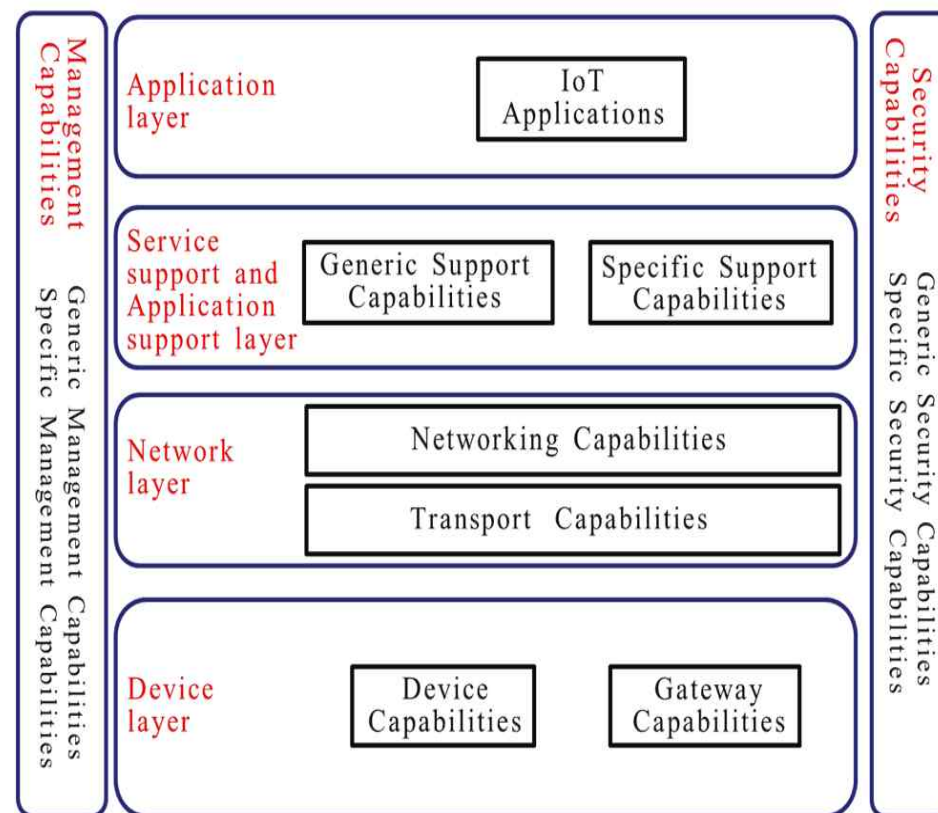 Management
Capabilities
Generic Management Capabilities
Specific Management Capabilities
Application
layer
IoT
Applications
Service
support and
Application
support layer
Generic Support
Capabilities
Specific Support
Capabilities
Network
layer
Networking Capabilities
Transport Capabilities
Device
layer
Device
Capabilities
Gateway
Capabilities
Security
Capabilities
Generic Security Capabilities
Specific Security Capabilities